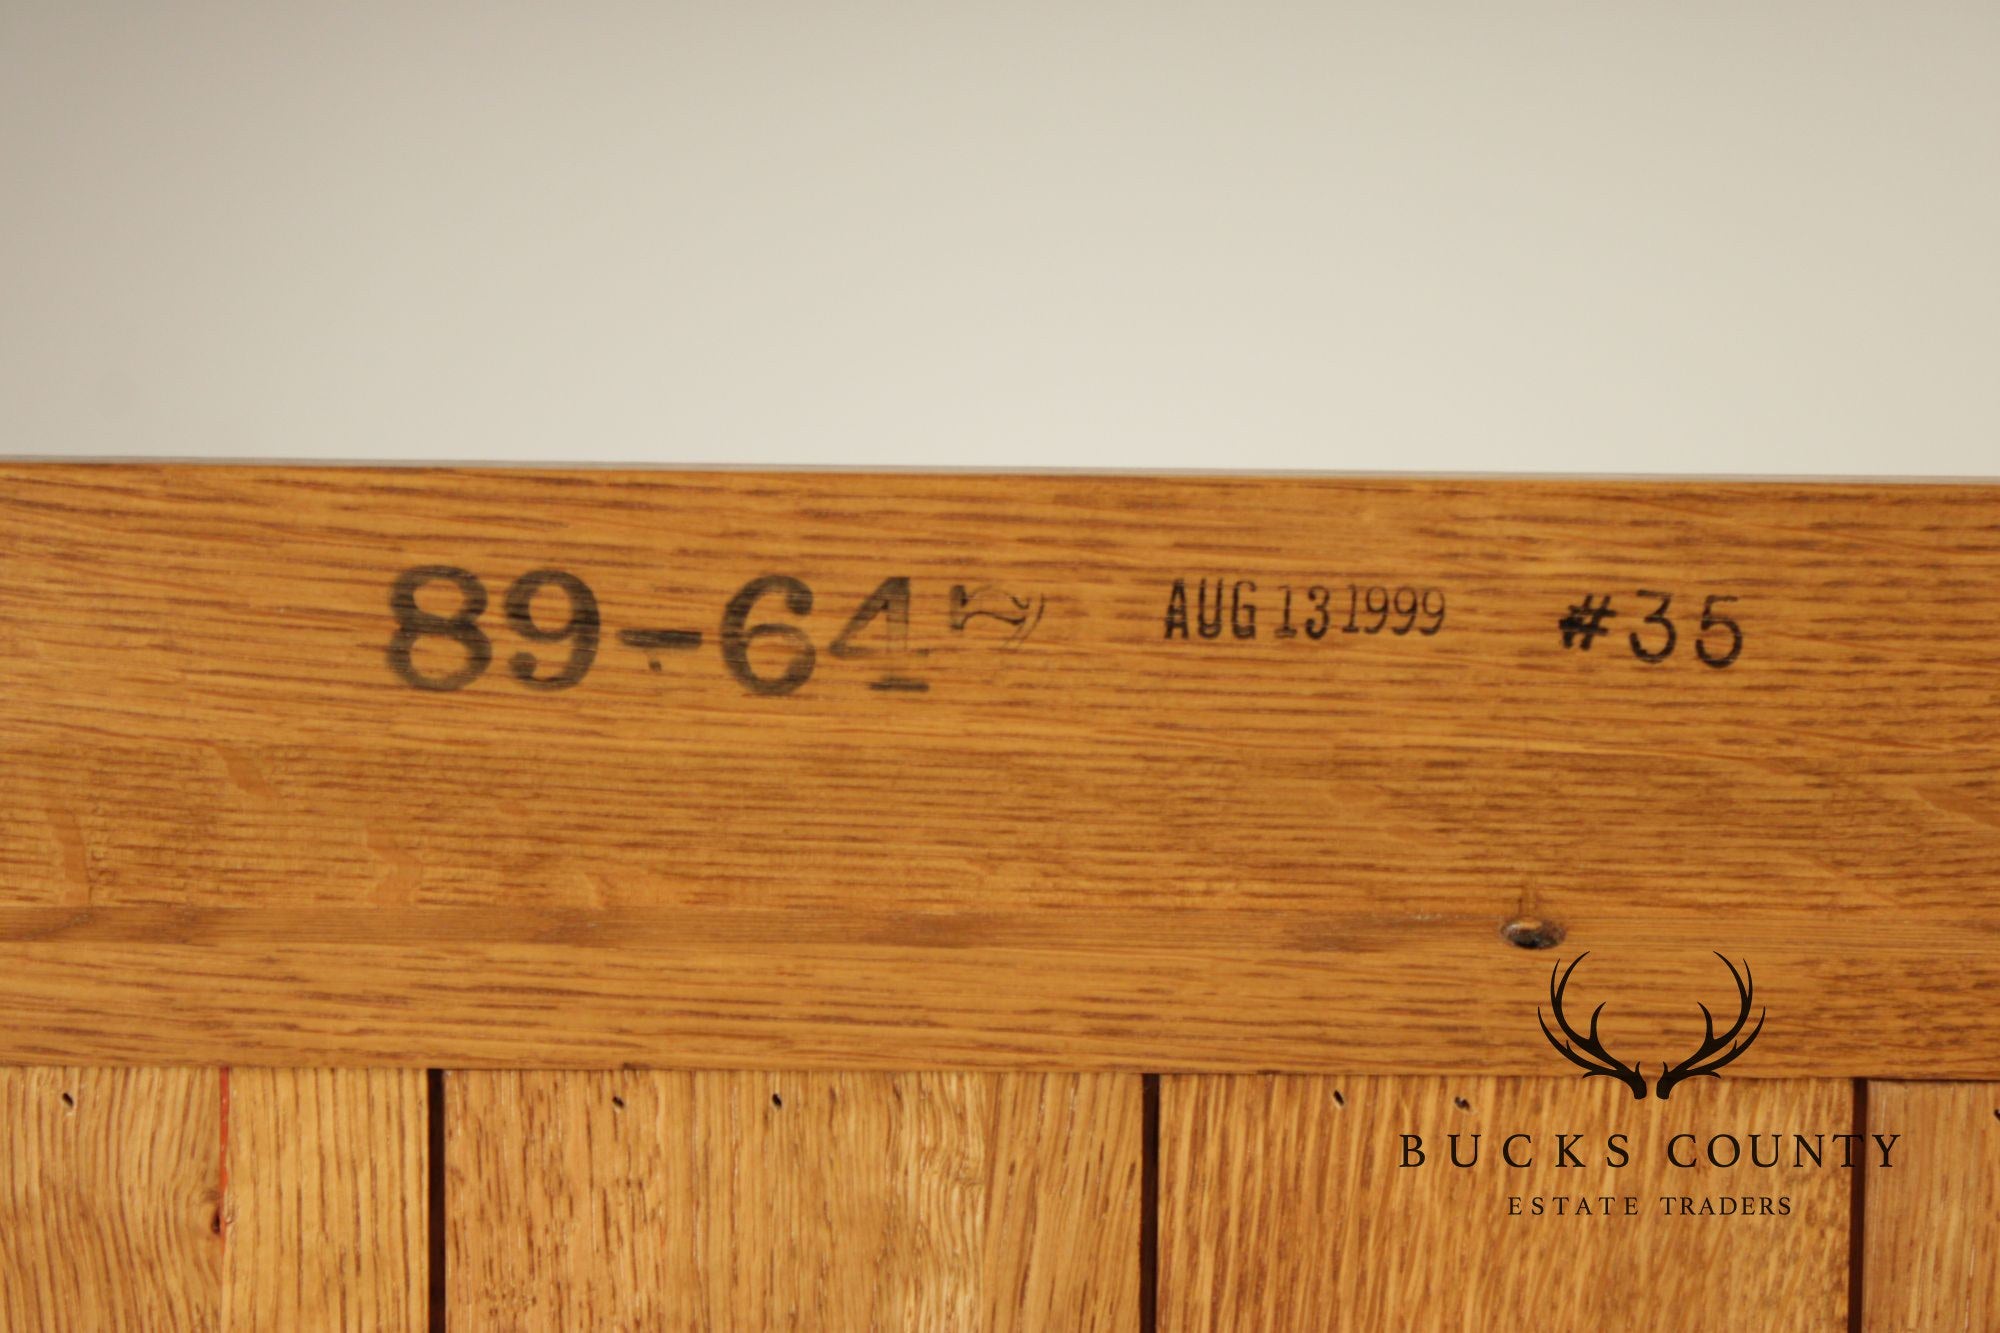 89-64 AUG 13 1999 #35
BUCKS COUNTY
ESTATE TRADERS